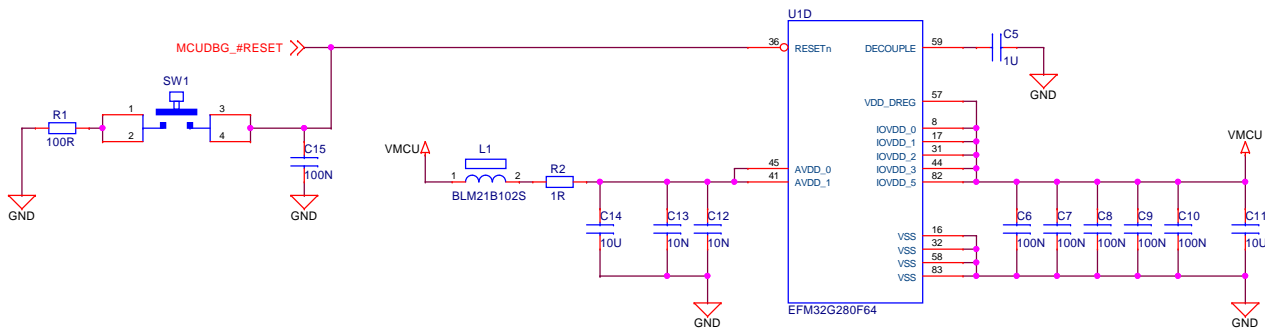 U1D
MCUDBG_#RESET
36
RESETn
DECOUPLE
59
C5
1U
GND
SW1
R1
100R
1
2
3
4
C15
100N
GND
GND
VMCU
L1
1
2
BLM21B102S
R2
1R
C14
10U
C13
10N
C12
10N
GND
45
AVDD_0
41
AVDD_1
VDD_DREG
57
IOVDD_0
8
IOVDD_1
17
IOVDD_2
31
IOVDD_3
44
IOVDD_5
82
VMCU
C6
100N
C7
100N
C8
100N
C9
100N
C10
100N
C11
10U
VSS
16
VSS
32
VSS
58
VSS
83
EFM32G280F64
GND